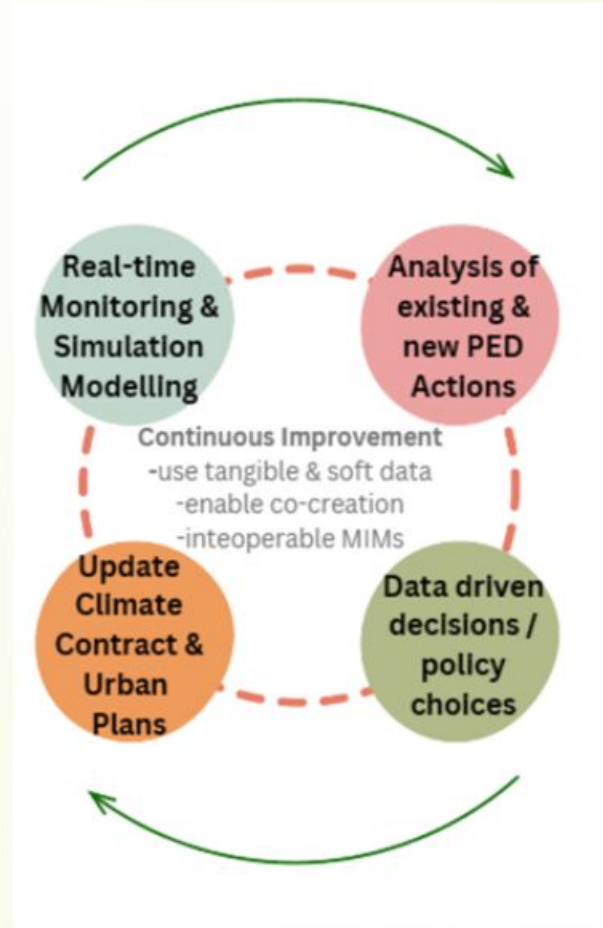 Real-time
Monitoring &
Simulation
Modelling
Analysis of
existing &
new PED
Actions
Continuous Improvement
-use tangible & soft data
-enable co-creation
-inteoperable MIMs
Update
Climate
Contract &
Urban
Plans
Data driven
decisions /
policy
choices